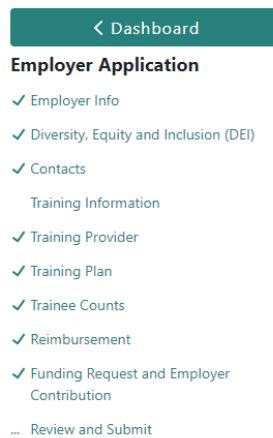 Dashboard
Employer Application
Employer Info
Diversity, Equity and Inclusion (DEI)
Contacts
Training Information
Training Provider
Training Plan
Trainee Counts
Reimbursement
Funding Request and Employer
Contribution
... Review and Submit